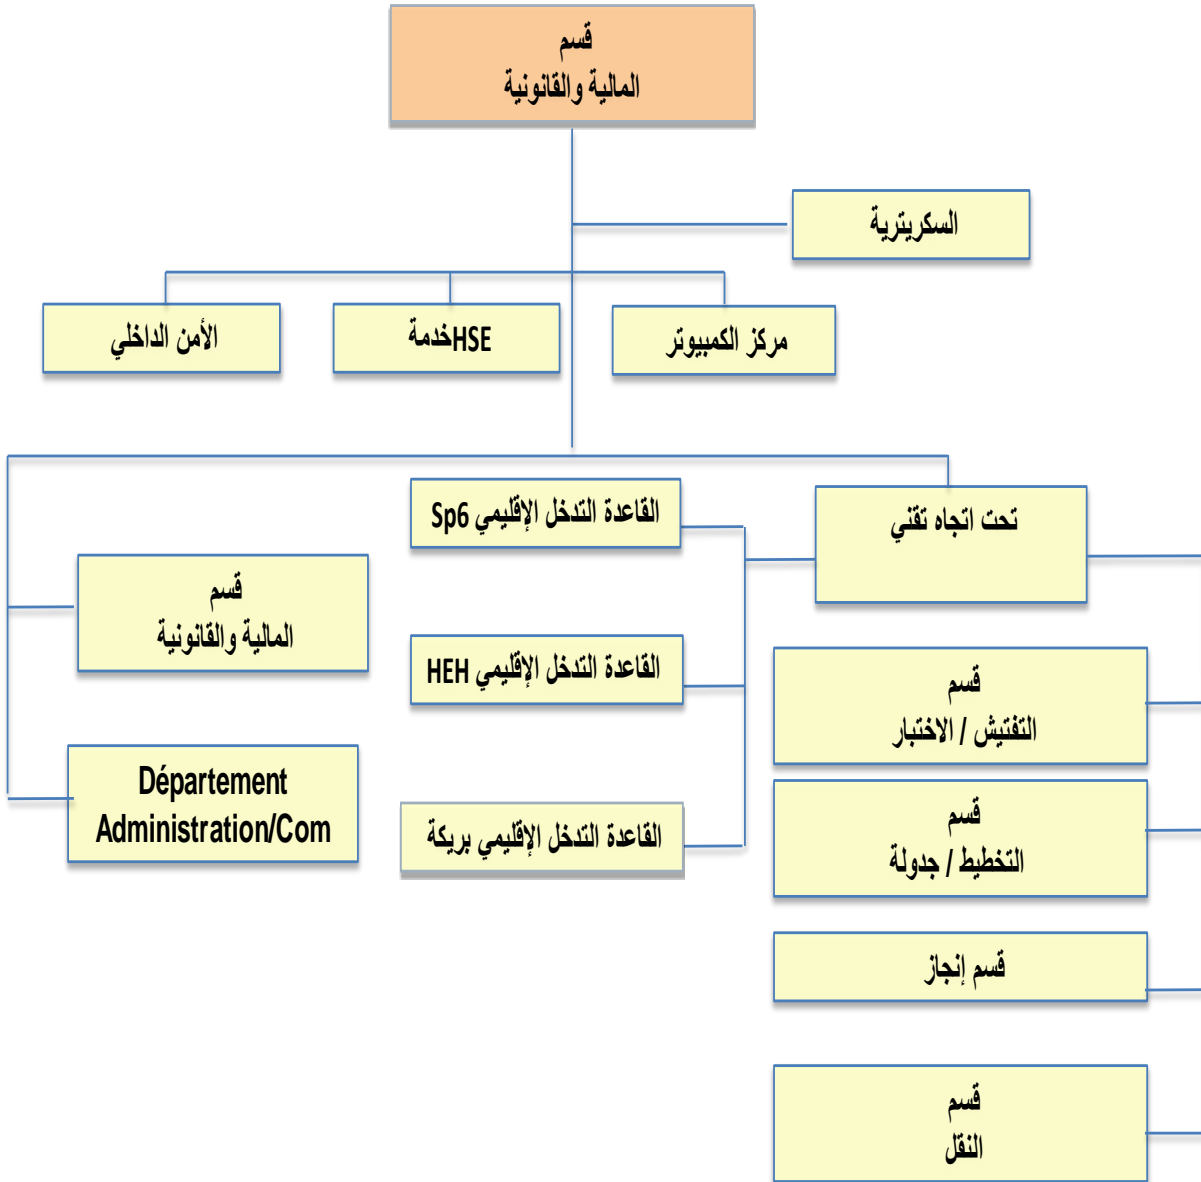 قسم
المالية والقانونية
السكريترية
مركز الكمبيوتر
خدمةHSE
الأمن الداخلي
تحت اتجاه تقني
القاعدة التدخل الإقليمي Sp6
قسم
المالية والقانونية
القاعدة التدخل الإقليمي HEH
قسم
التفتيش / الاختبار
Département
Administration/Com
القاعدة التدخل الإقليمي بريكة
قسم
التخطيط / جدولة
قسم إنجاز
قسم
النقل